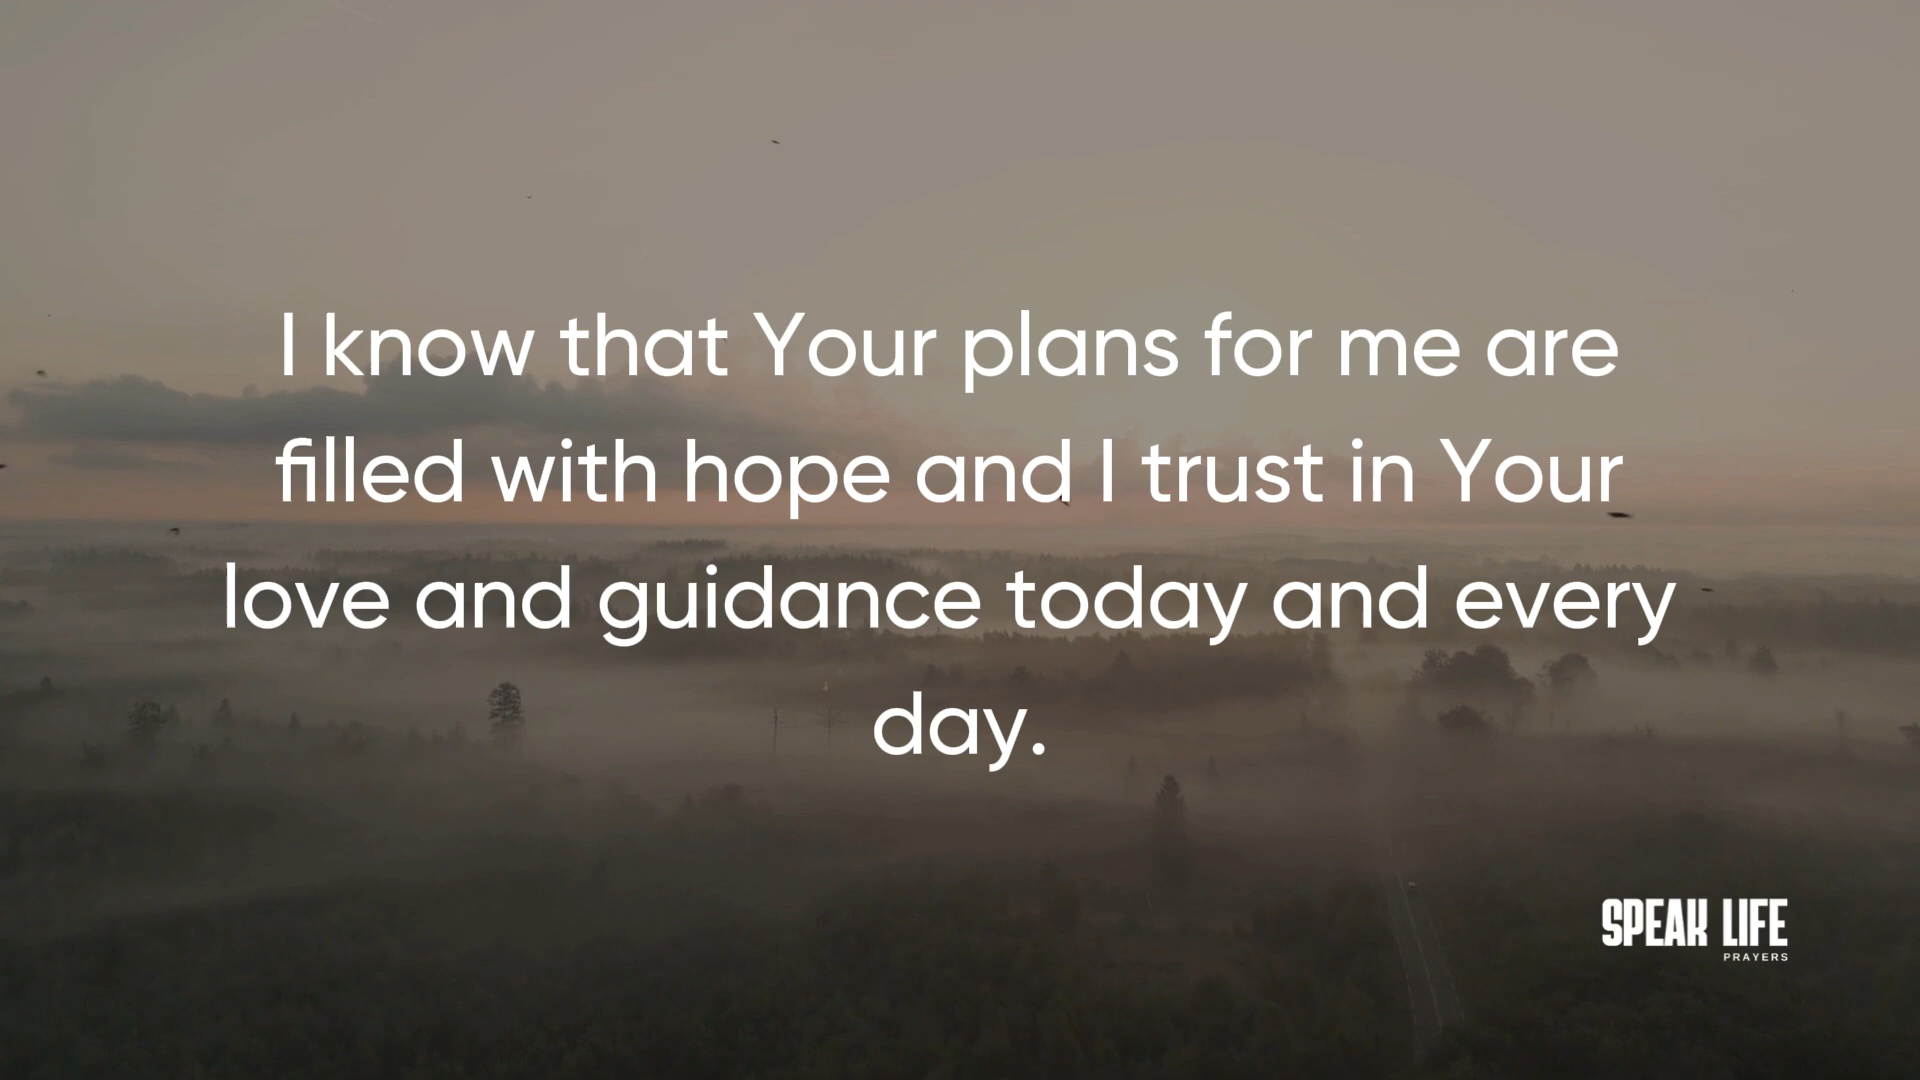 I know that Your plans for me are
filled with hope and I trust in Your
love and guidance today and every
day.
SPEAK LIFE
PRAYERS